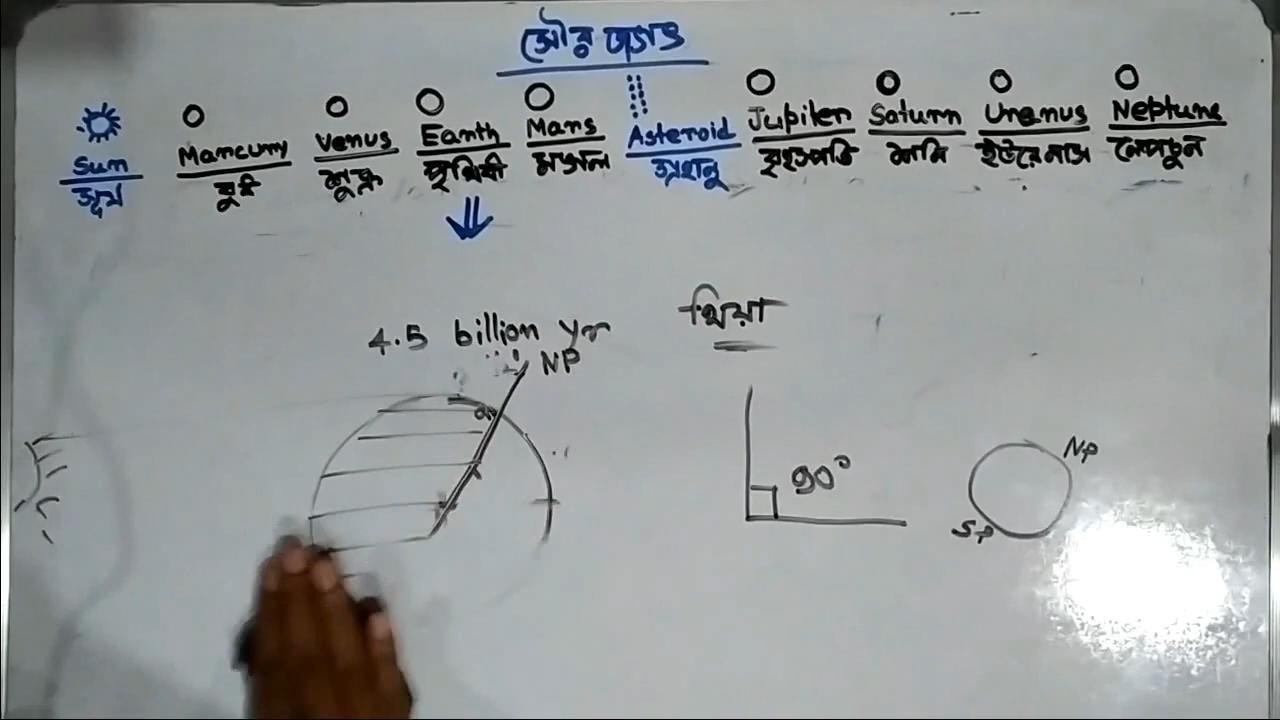 সৌর জগৎ
Sun Mercury Venus Earth Mars Asteroid Jupiter Saturn Uranus Neptune
সূর্য বুধ শুক্র পৃথিবী মঙ্গল গ্রহানু বৃহস্পতি শনি ইউরেনাস নেপচুন
4.5 billion yr থিয়া
NP
90° NP
SP